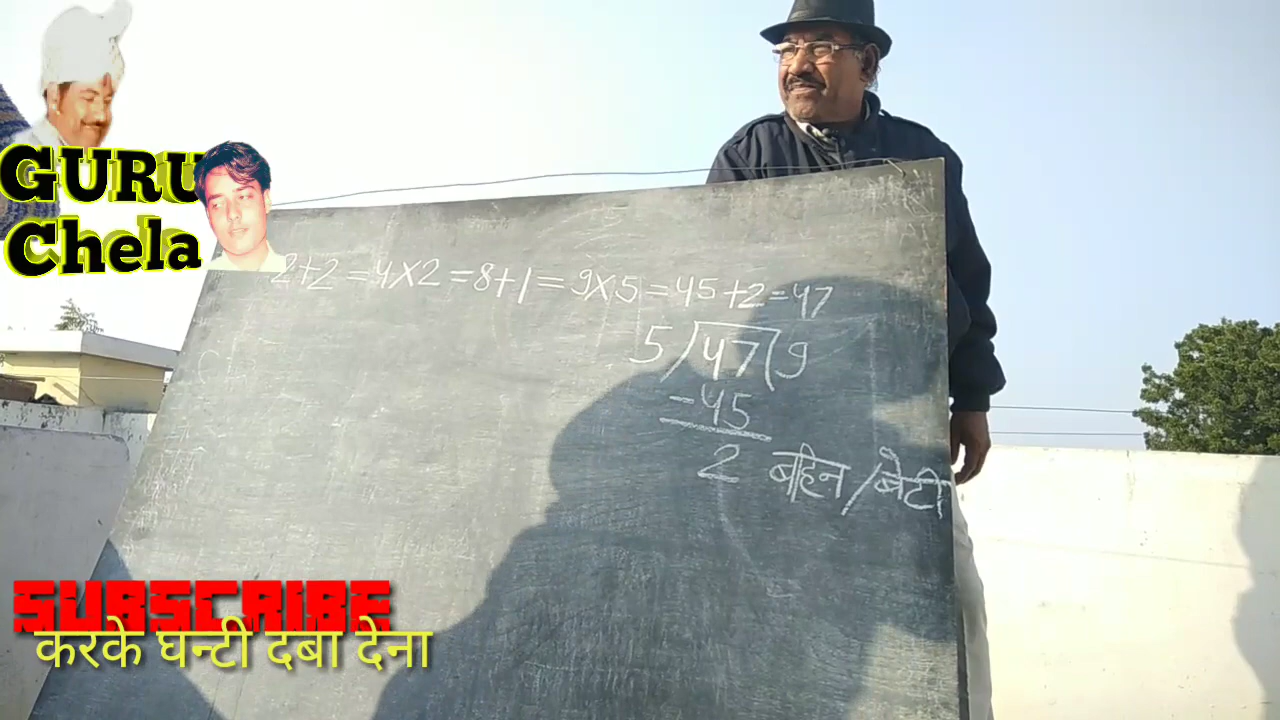 GURU
Chela
2+2=4X2=8+1=9X5=45+2=47
5/47(9
=45
2 बहिन/बेटी
SUBSCRIBE
करके घन्टी दबा देना